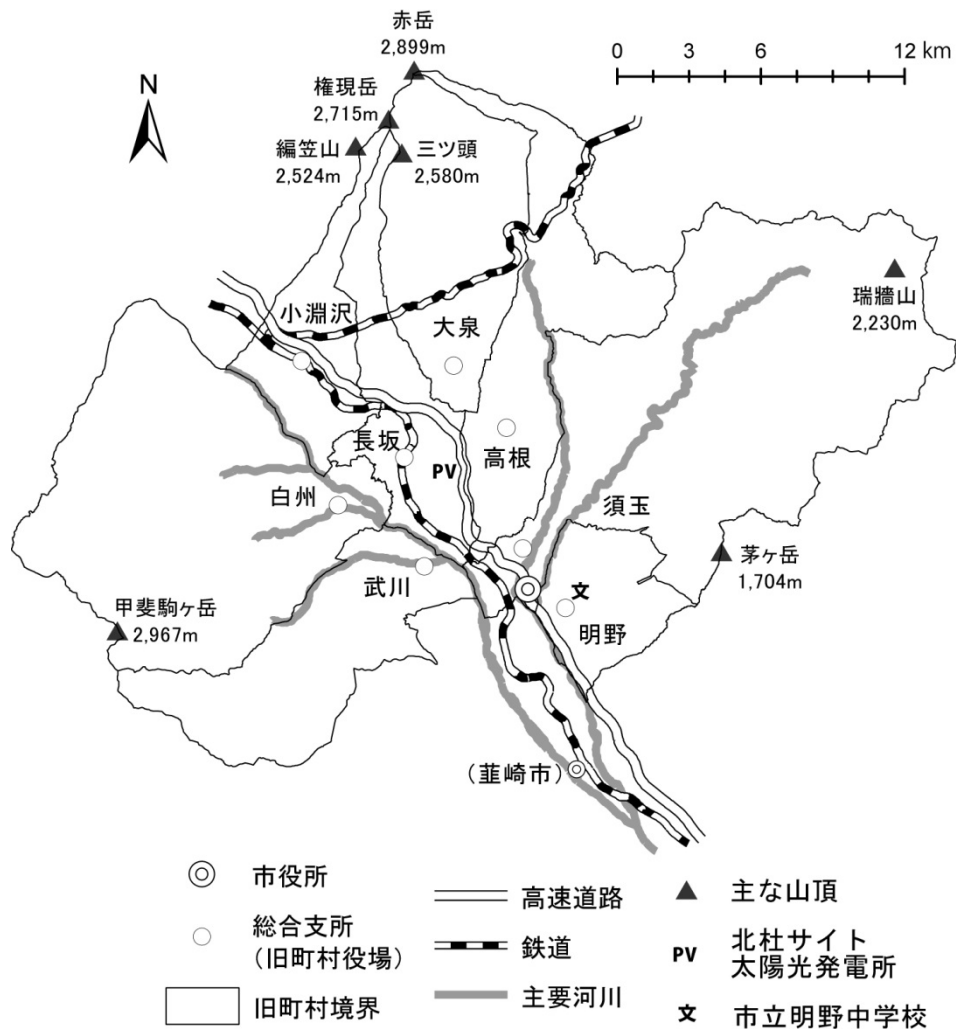 赤岳
2,899m
0 3 6 12 km
N
権現岳
2,715m
編笠山
2,524m
三ツ頭
2,580m
瑞牆山
2,230m
小淵沢
大泉
長坂
PV
高根
白州
須玉
茅ヶ岳
1,704m
武川
文
明野
甲斐駒ヶ岳
2,967m
(韮崎市)
市役所
総合支所
(旧町村役場)
旧町村境界
高速道路
鉄道
主要河川
主な山頂
PV 北杜サイト
太陽光発電所
文 市立明野中学校